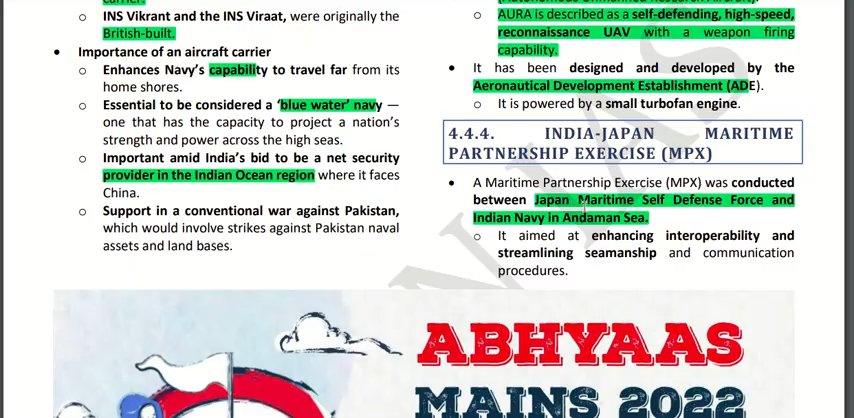 carrier.
o INS Vikrant and the INS Viraat, were originally the
British-built.
• Importance of an aircraft carrier
o Enhances Navy's capability to travel far from its
home shores.
o Essential to be considered a 'blue water' navy —
one that has the capacity to project a nation's
strength and power across the high seas.
o Important amid India's bid to be a net security
provider in the Indian Ocean region where it faces
China.
o Support in a conventional war against Pakistan,
which would involve strikes against Pakistan naval
assets and land bases.
(Autonomous Unmanned Research Aircraft).
o AURA is described as a self-defending, high-speed,
reconnaissance UAV with a weapon firing
capability.
• It has been designed and developed by the
Aeronautical Development Establishment (ADE).
o It is powered by a small turbofan engine.
4.4.4. INDIA-JAPAN MARITIME
PARTNERSHIP EXERCISE (MPX)
• A Maritime Partnership Exercise (MPX) was conducted
between Japan Maritime Self Defense Force and
Indian Navy in Andaman Sea.
o It aimed at enhancing interoperability and
streamlining seamanship and communication
procedures.
ABHYAAS
MAINS 2022